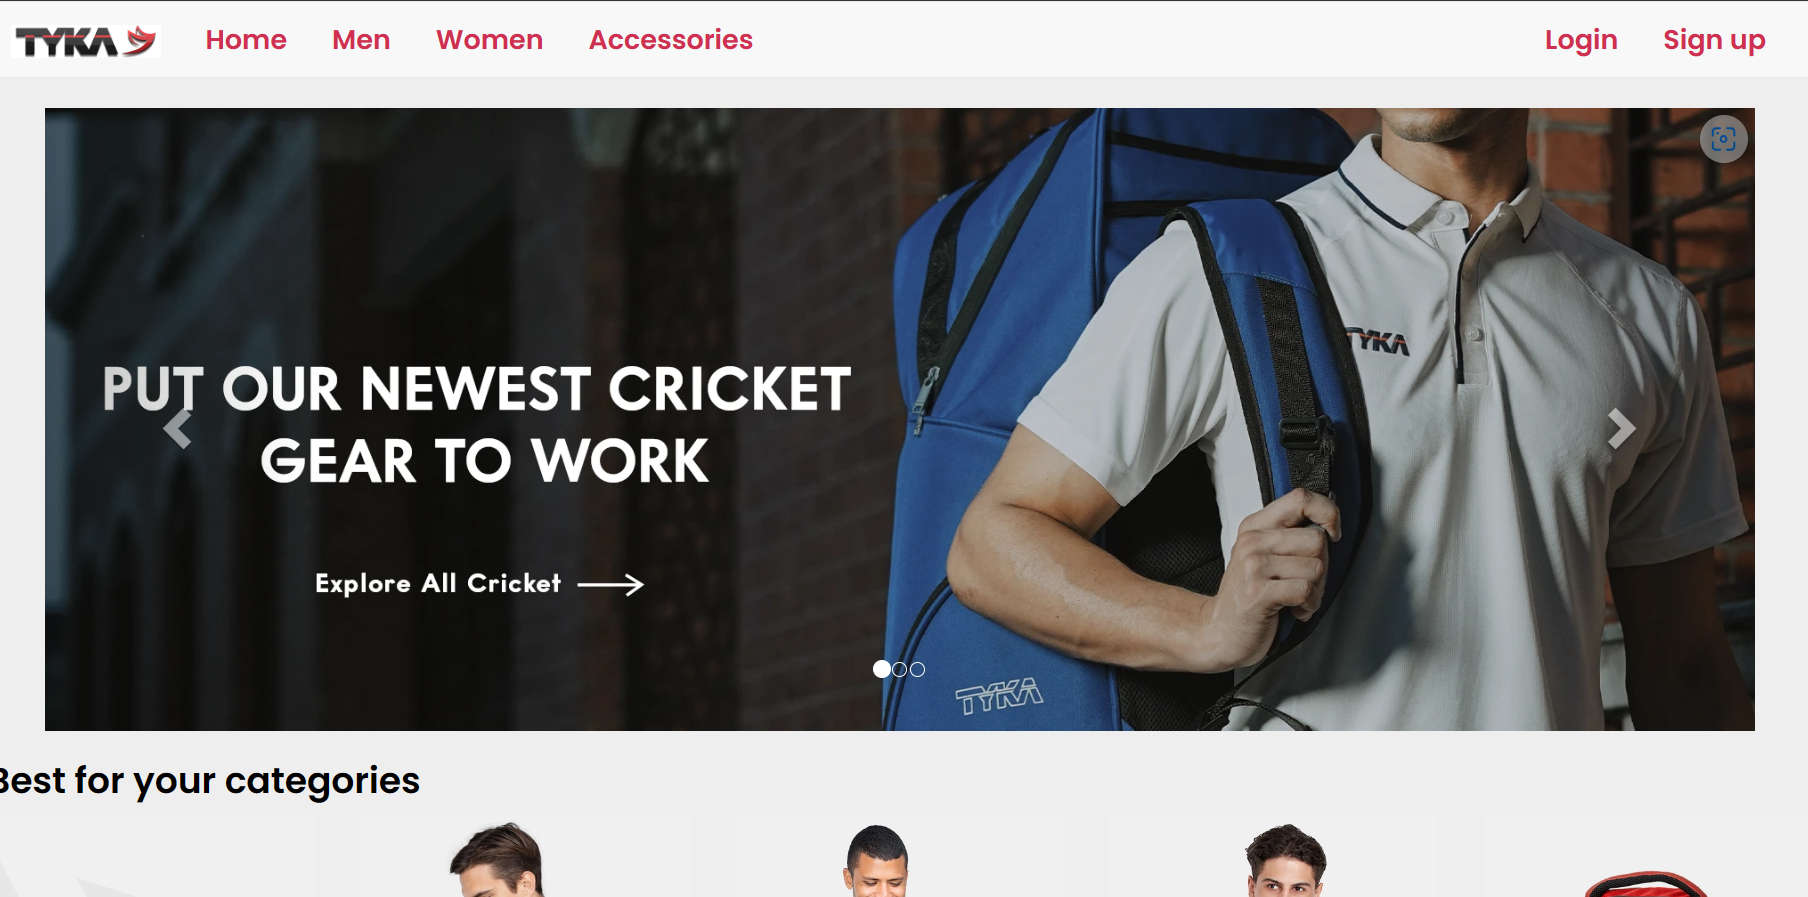 TYKA
Home Men Women Accessories Login Sign up
PUT OUR NEWEST CRICKET
GEAR TO WORK
Explore All Cricket
TYKA
TYKA
Best for your categories